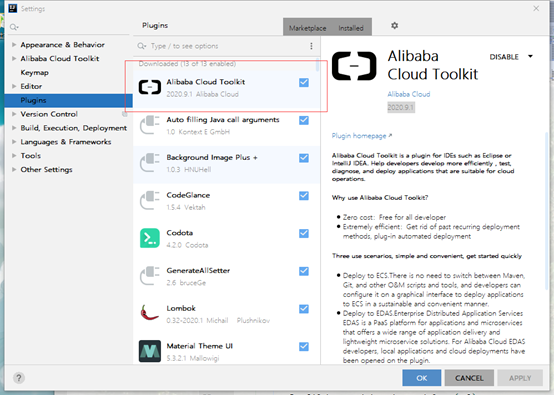 Settings
Appearance & Behavior
Alibaba Cloud Toolkit
Keymap
Editor
Plugins
Version Control
Build, Execution, Deployment
Languages & Frameworks
Tools
Other Settings
Plugins
Marketplace
Installed
Type / to see options
Downloaded (13 of 13 enabled)
Alibaba Cloud Toolkit
2020.9.1 Alibaba Cloud
Auto filling Java call arguments
1.0 Kontext E GmbH
Background Image Plus +
1.0.3 HNUHell
CodeGlance
1.5.4 Vektah
Codota
4.2.0 Codota
GenerateAllSetter
2.6 bruceGe
Lombok
0.32-2020.1 Michail Plushnikov
Material Theme UI
5.3.2.1 Mallowigi
Alibaba
Cloud Toolkit
DISABLE
Alibaba Cloud
2020.9.1
Plugin homepage
Alibaba Cloud Toolkit is a plugin for IDEs such as Eclipse or
IntelliJ IDEA. Help developers develop more efficiently , test,
diagnose, and deploy applications that are suitable for cloud
operations.
Why use Alibaba Cloud Toolkit?
Zero cost: Free for all developer
Extremely efficient: Get rid of past recurring deployment
methods, plug-in automated deployment
Three use scenarios, simple and convenient, get started quickly
Deploy to ECS.There is no need to switch between Maven,
Git, and other O&M scripts and tools, and developers can
configure it on a graphical interface to deploy applications
to ECS in a sustainable and convenient manner.
Deploy to EDAS.Enterprise Distributed Application Services
EDAS is a PaaS platform for applications and microservices
that offers a wide range of application delivery and
lightweight microservice solutions. For Alibaba Cloud EDAS
developers, local applications and cloud deployments have
been opened on the plugin.
?
OK
CANCEL
APPLY